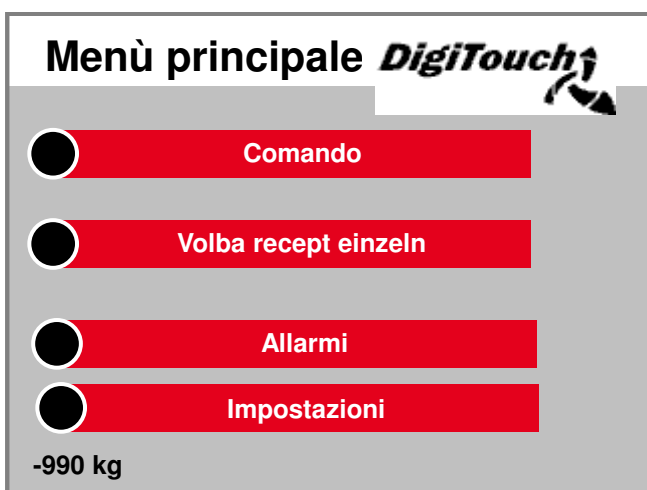 Menù principale DigiTouch
Comando
Volba recept einzeln
Allarmi
Impostazioni
-990 kg